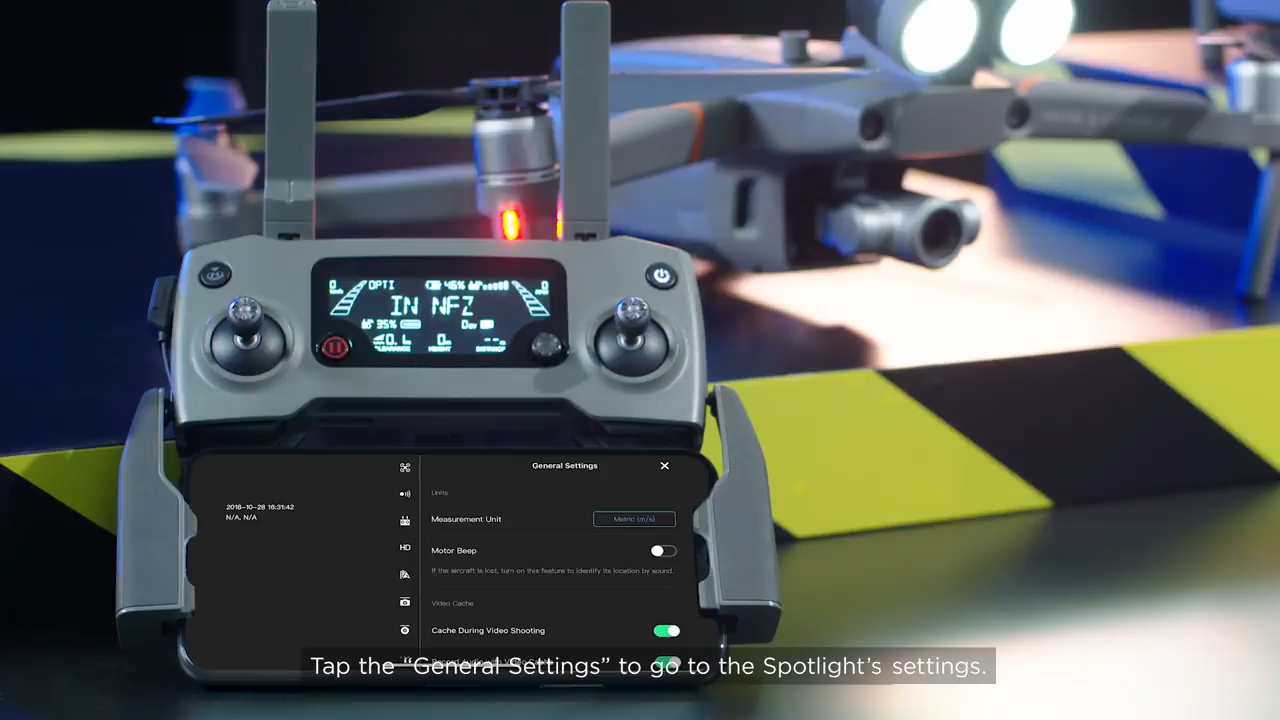 OPTI 46%
IN NFZ
35%
HEIGHT
2018-10-28 16:31:42
N/A, N/A
HD
General Settings
Units
Measurement Unit
Metric (m/s)
Motor Beep
If the aircraft is lost, turn on this feature to identify its location by sound.
Video Cache
Cache During Video Shooting
Tap the “General Settings” to go to the Spotlight’s settings.